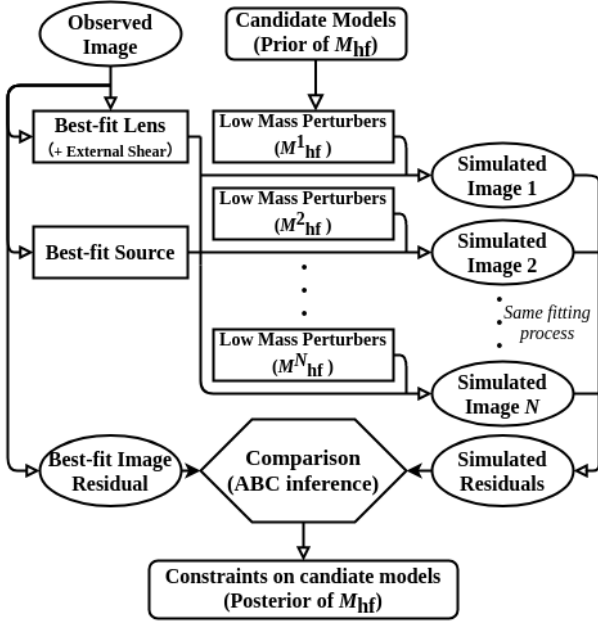 Observed
Image
Candidate Models
(Prior of Mhf)
Best-fit Lens
(+ External Shear)
Low Mass Perturbers
(M1hf )
Simulated
Image 1
Low Mass Perturbers
(M2hf )
Best-fit Source
Simulated
Image 2
Same fitting
process
Low Mass Perturbers
(MNhf )
Simulated
Image N
Best-fit Image
Residual
Comparison
(ABC inference)
Simulated
Residuals
Constraints on candiate models
(Posterior of Mhf)